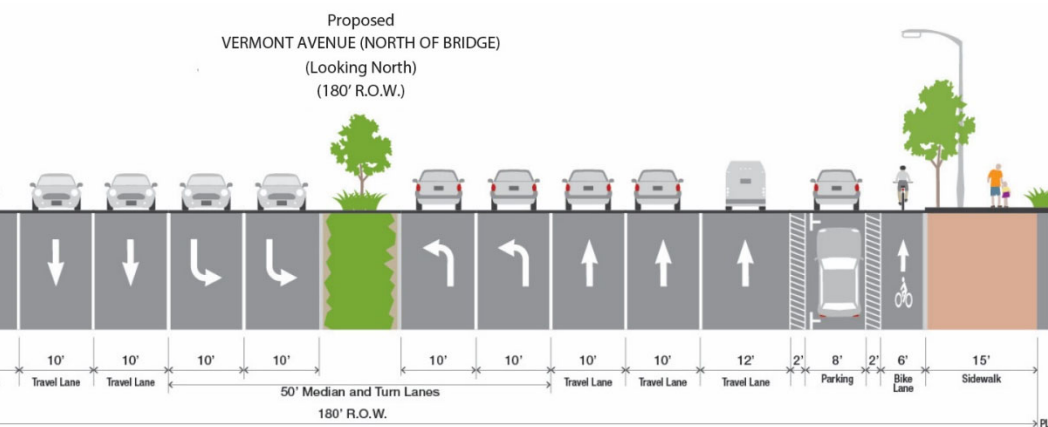 Proposed
VERMONT AVENUE (NORTH OF BRIDGE)
(Looking North)
(180' R.O.W.)
10' 10' 10' 10' 10' 10' 10' 10' 12' 2' 8' 2' 6' 15'
Travel Lane Travel Lane Travel Lane Travel Lane Travel Lane Parking Bike Lane Sidewalk
50' Median and Turn Lanes
180' R.O.W.
PL